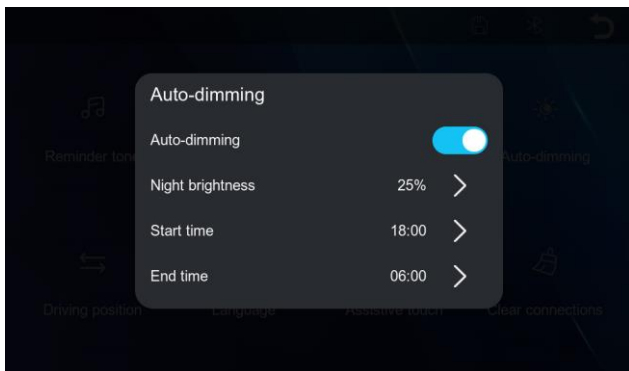 Auto-dimming
Auto-dimming
Night brightness 25%
Start time 18:00
End time 06:00
Reminder tone
Auto-dimming
Driving position
Language
Assistive touch
Clear connections